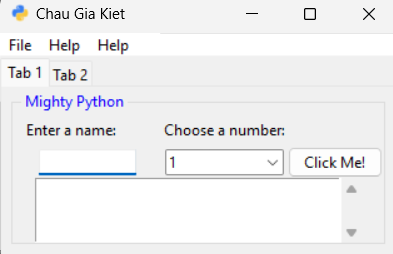 Chau Gia Kiet
File Help Help
Tab 1 Tab 2
Mighty Python
Enter a name: Choose a number:
1 Click Me!